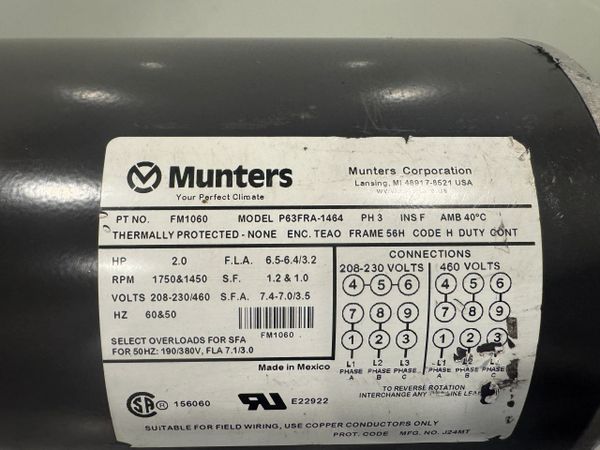 Munters
Your Perfect Climate
Munters Corporation
Lansing, MI 48917-8521 USA
PT NO. FM1060 MODEL P63FRA-1464 PH 3 INS F AMB 40°C
THERMALLY PROTECTED - NONE ENC. TEAO FRAME 56H CODE H DUTY CONT
HP 2.0 F.L.A. 6.5-6.4/3.2
RPM 1750&1450 S.F. 1.2 & 1.0
VOLTS 208-230/460 S.F.A. 7.4-7.0/3.5
HZ 60&50
FM1060
SELECT OVERLOADS FOR SFA
FOR 50HZ: 190/380V, FLA 7.1/3.0
Made in Mexico
CONNECTIONS
208-230 VOLTS 460 VOLTS
4 5 6 4 5 6
7 8 9 7 8 9
1 2 3 1 2 3
L1 L2 L3 L1 L2
PHASE PHASE PHASE PHASE PHASE PHASE
A B C A B C
TO REVERSE ROTATION
INTERCHANGE ANY LINE
SA ® 156060 E22922
SUITABLE FOR FIELD WIRING, USE COPPER CONDUCTORS ONLY
PROT. CODE MFG. NO. J24MT